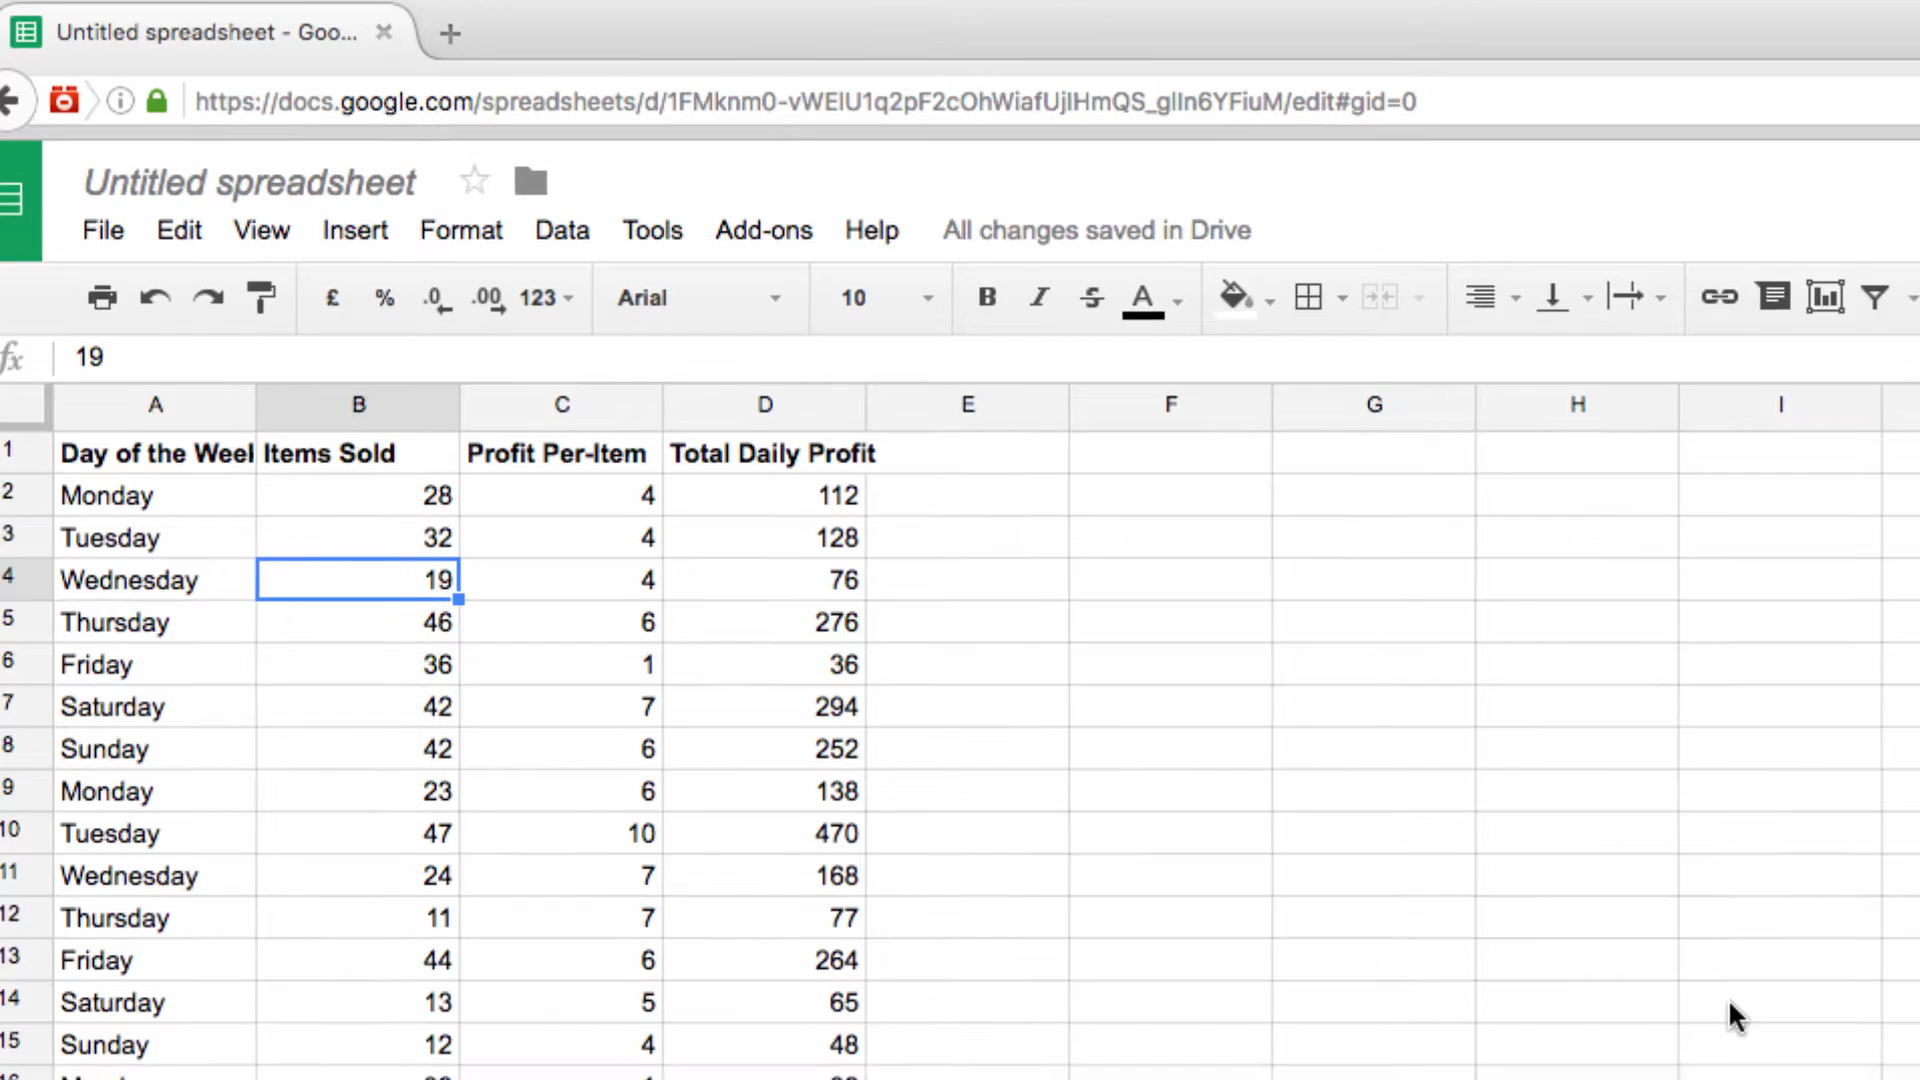 Untitled spreadsheet - Goo...
https://docs.google.com/spreadsheets/d/1FMknm0-vWElU1q2pF2cOhWiafUjlHmQS_glln6YFiuM/edit#gid=0
Untitled spreadsheet
File Edit View Insert Format Data Tools Add-ons Help All changes saved in Drive
£ % .0 .00 123 Arial 10 B I S A
fx 19
A B C D E F G H I
1 Day of the Week Items Sold Profit Per-Item Total Daily Profit
2 Monday 28 4 112
3 Tuesday 32 4 128
4 Wednesday 19 4 76
5 Thursday 46 6 276
6 Friday 36 1 36
7 Saturday 42 7 294
8 Sunday 42 6 252
9 Monday 23 6 138
10 Tuesday 47 10 470
11 Wednesday 24 7 168
12 Thursday 11 7 77
13 Friday 44 6 264
14 Saturday 13 5 65
15 Sunday 12 4 48